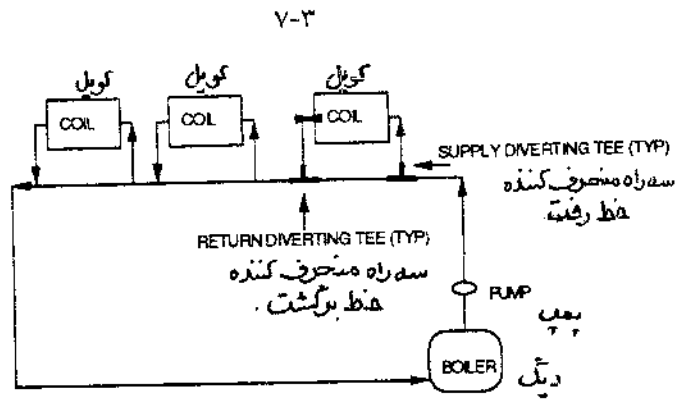 ۷-۳
کویل
کویل
کویل
COIL
COIL
COIL
SUPPLY DIVERTING TEE (TYP)
سه راه منحرف کننده
خط رفت.
RETURN DIVERTING TEE (TYP)
سه راه منحرف کننده
خط برگشت.
PUMP
پمپ
BOILER
دیگ